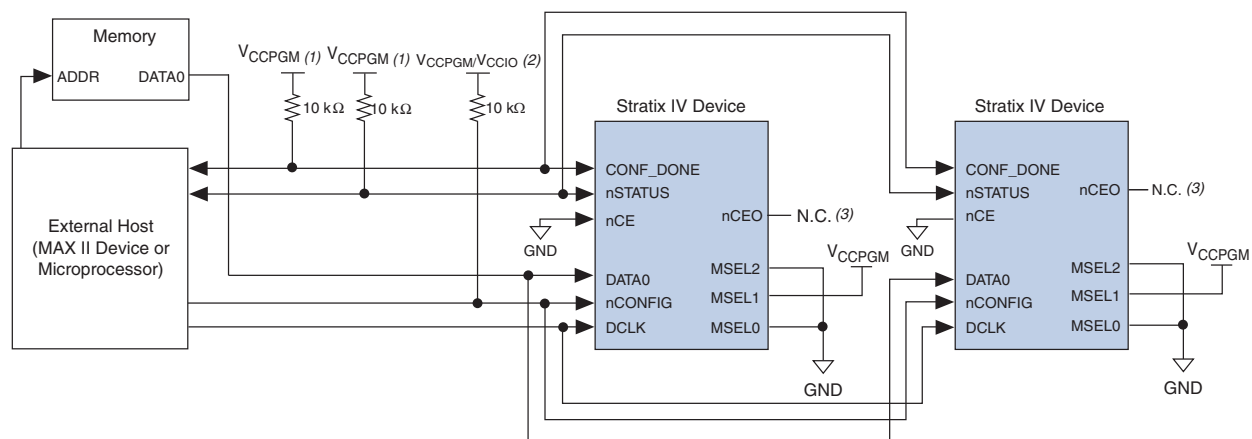 Memory
ADDR DATA0
VCCPGM (1)
VCCPGM (1)
VCCPGM/VCCIO (2)
10 kΩ
10 kΩ
10 kΩ
External Host
(MAX II Device or
Microprocessor)
Stratix IV Device
CONF_DONE
nSTATUS
nCE
nCEO
N.C. (3)
GND
DATA0
nCONFIG
DCLK
MSEL2
MSEL1
MSEL0
VCCPGM
GND
Stratix IV Device
CONF_DONE
nSTATUS
nCE
nCEO
N.C. (3)
GND
DATA0
nCONFIG
DCLK
MSEL2
MSEL1
MSEL0
VCCPGM
GND